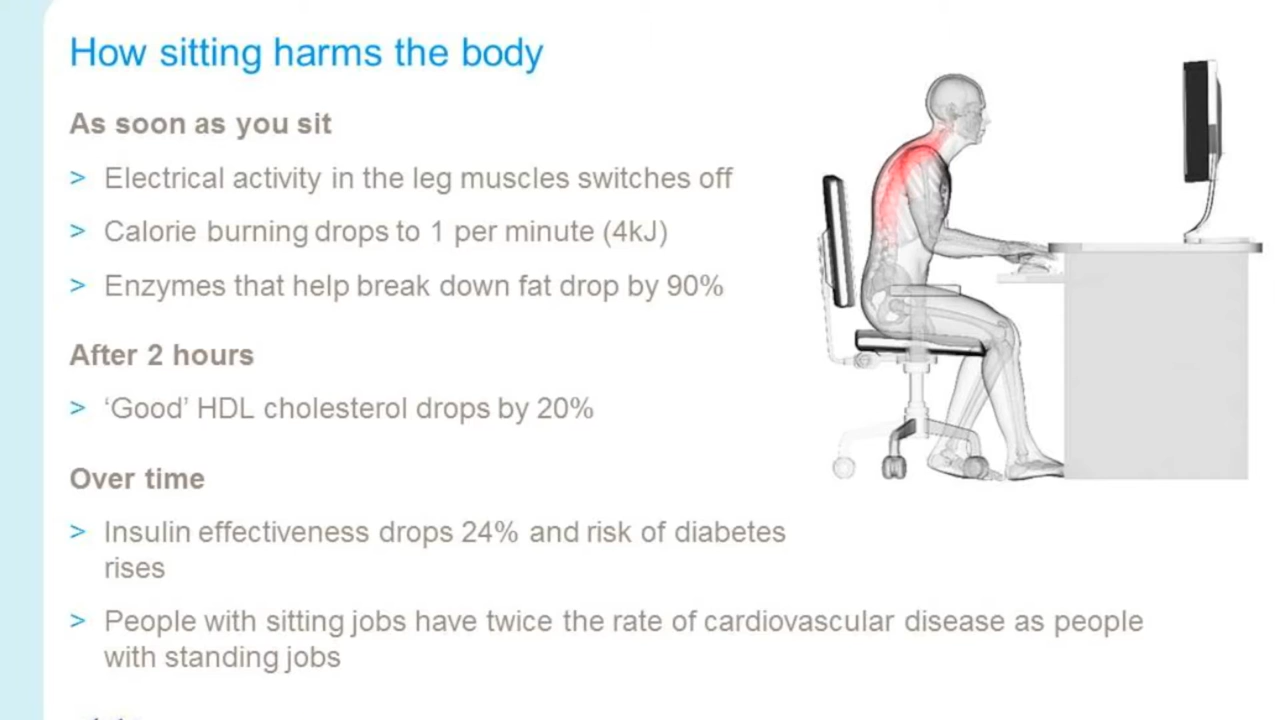 How sitting harms the body
As soon as you sit
> Electrical activity in the leg muscles switches off
> Calorie burning drops to 1 per minute (4kJ)
> Enzymes that help break down fat drop by 90%
After 2 hours
> ‘Good’ HDL cholesterol drops by 20%
Over time
> Insulin effectiveness drops 24% and risk of diabetes
rises
> People with sitting jobs have twice the rate of cardiovascular disease as people
with standing jobs